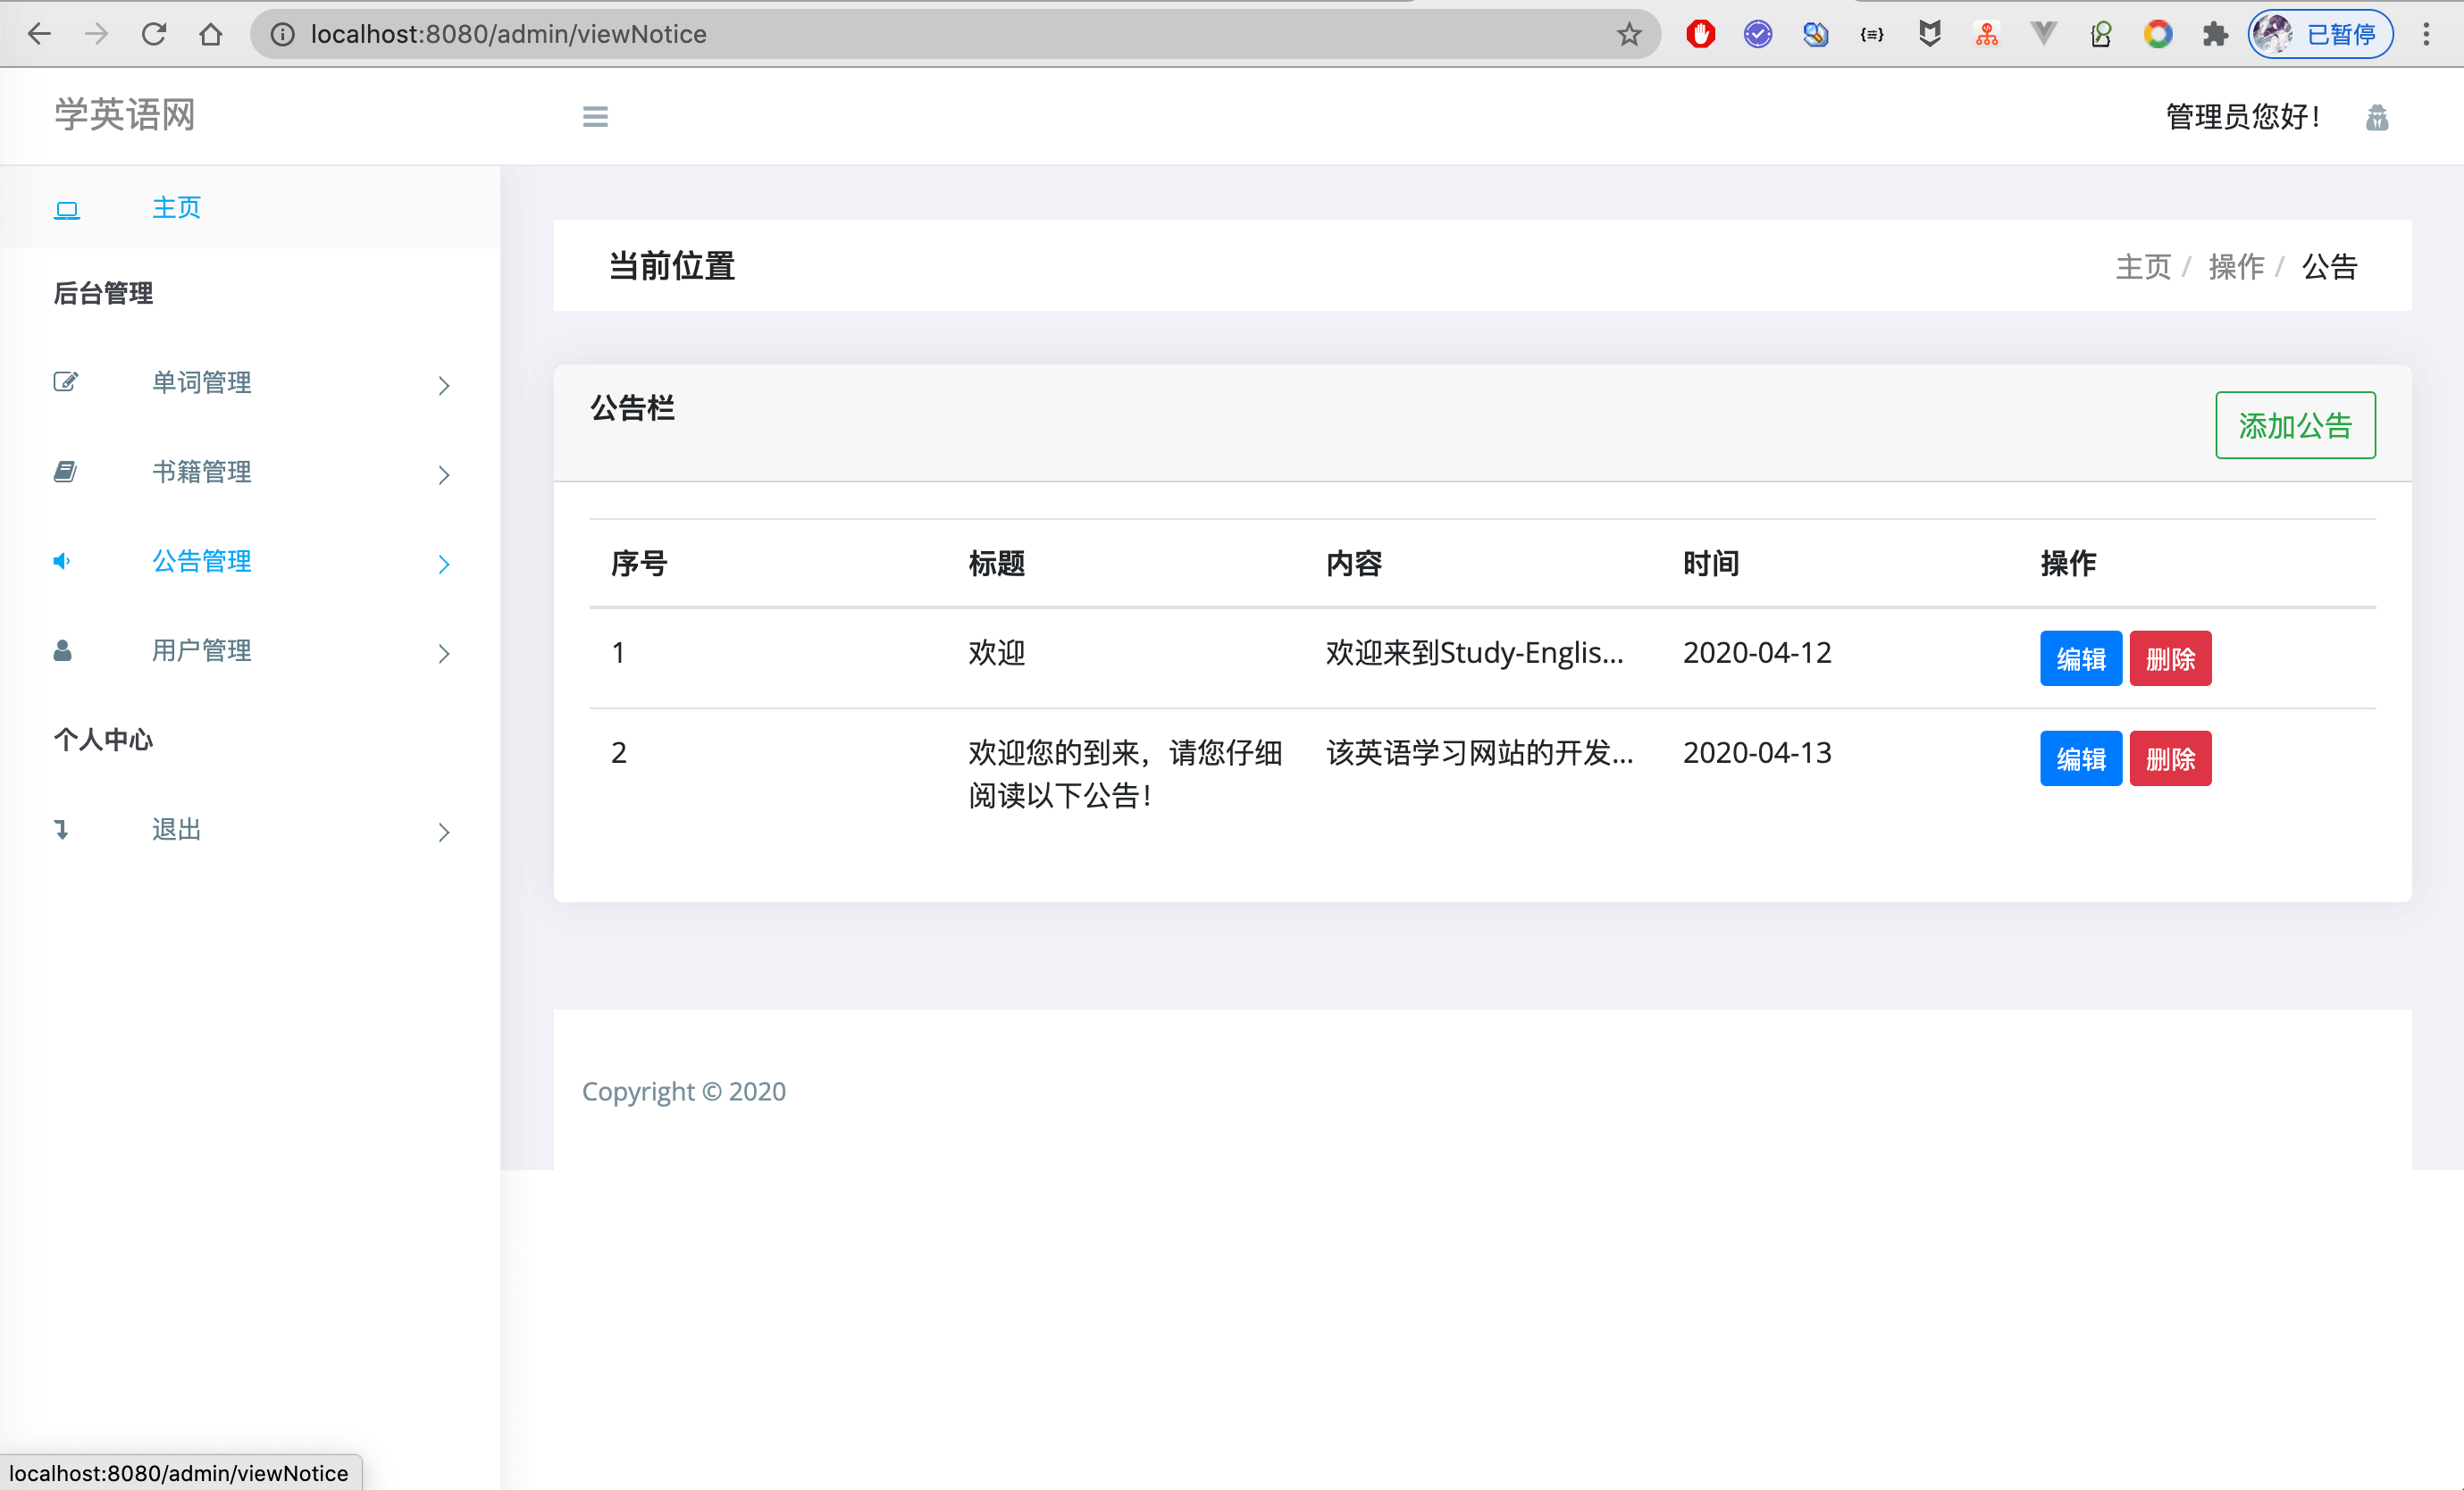 localhost:8080/admin/viewNotice
已暂停
学英语网
管理员您好！
主页
后台管理
单词管理
书籍管理
公告管理
用户管理
个人中心
退出
当前位置
主页 / 操作 / 公告
公告栏
添加公告
序号 标题 内容 时间 操作
1 欢迎 欢迎来到Study-Englis... 2020-04-12 编辑 删除
2 欢迎您的到来，请您仔细 该英语学习网站的开发... 2020-04-13 编辑 删除
阅读以下公告！
Copyright © 2020
localhost:8080/admin/viewNotice